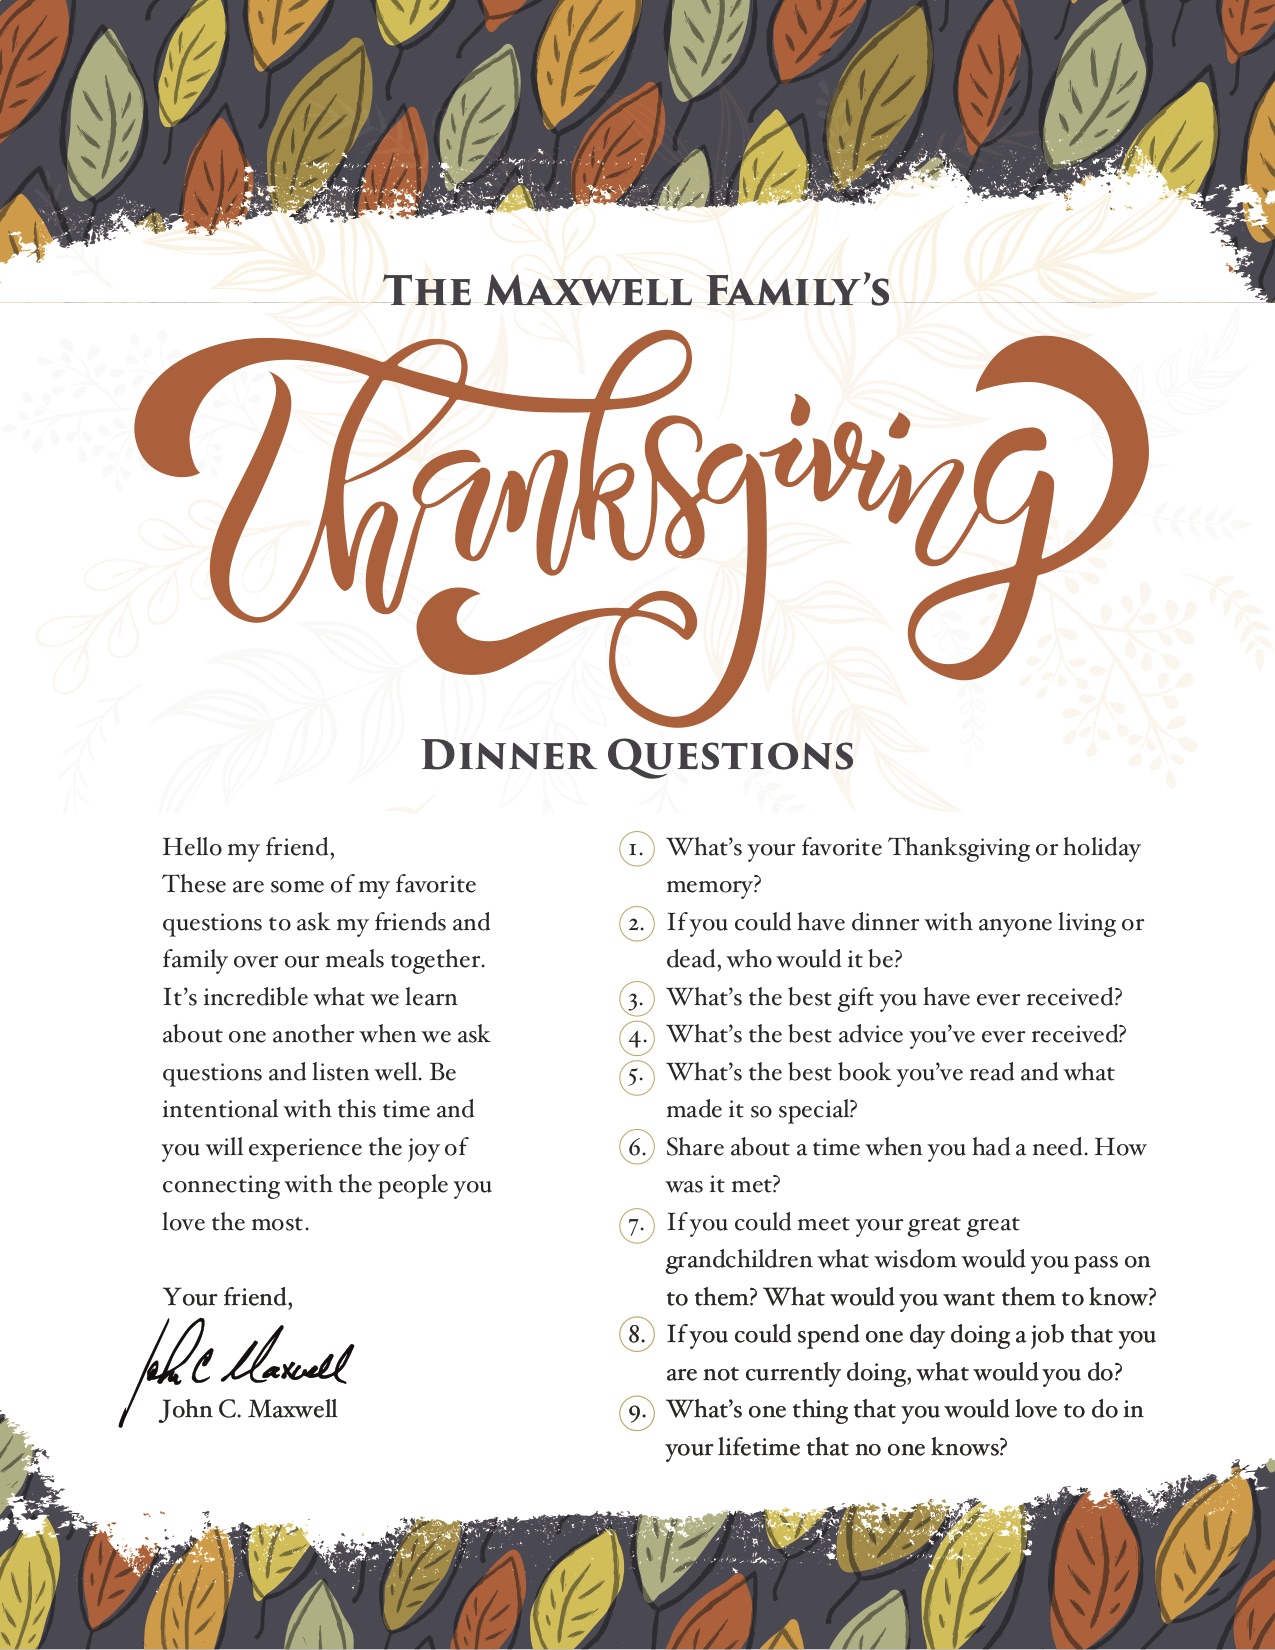 The Maxwell Family’s
Thanksgiving
Dinner Questions
Hello my friend,
These are some of my favorite
questions to ask my friends and
family over our meals together.
It’s incredible what we learn
about one another when we ask
questions and listen well. Be
intentional with this time and
you will experience the joy of
connecting with the people you
love the most.
Your friend,
John C Maxwell
John C. Maxwell
1. What’s your favorite Thanksgiving or holiday
memory?
2. If you could have dinner with anyone living or
dead, who would it be?
3. What’s the best gift you have ever received?
4. What’s the best advice you’ve ever received?
5. What’s the best book you’ve read and what
made it so special?
6. Share about a time when you had a need. How
was it met?
7. If you could meet your great great
grandchildren what wisdom would you pass on
to them? What would you want them to know?
8. If you could spend one day doing a job that you
are not currently doing, what would you do?
9. What’s one thing that you would love to do in
your lifetime that no one knows?